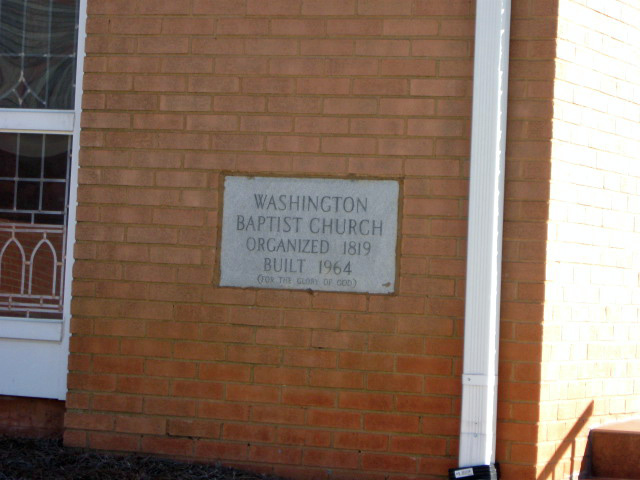 WASHINGTON
BAPTIST CHURCH
ORGANIZED 1819
BUILT 1964
(FOR THE GLORY OF GOD)